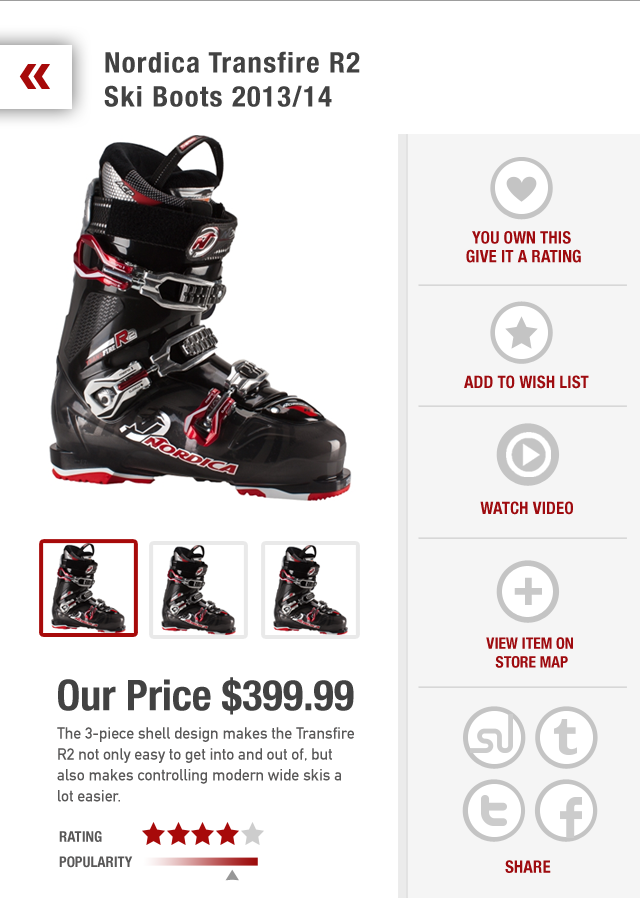 Nordica Transfire R2
Ski Boots 2013/14
R2
NORDICA
YOU OWN THIS
GIVE IT A RATING
ADD TO WISH LIST
WATCH VIDEO
VIEW ITEM ON
STORE MAP
Our Price $399.99
The 3-piece shell design makes the Transfire
R2 not only easy to get into and out of, but
also makes controlling modern wide skis a
lot easier.
RATING
POPULARITY
SHARE